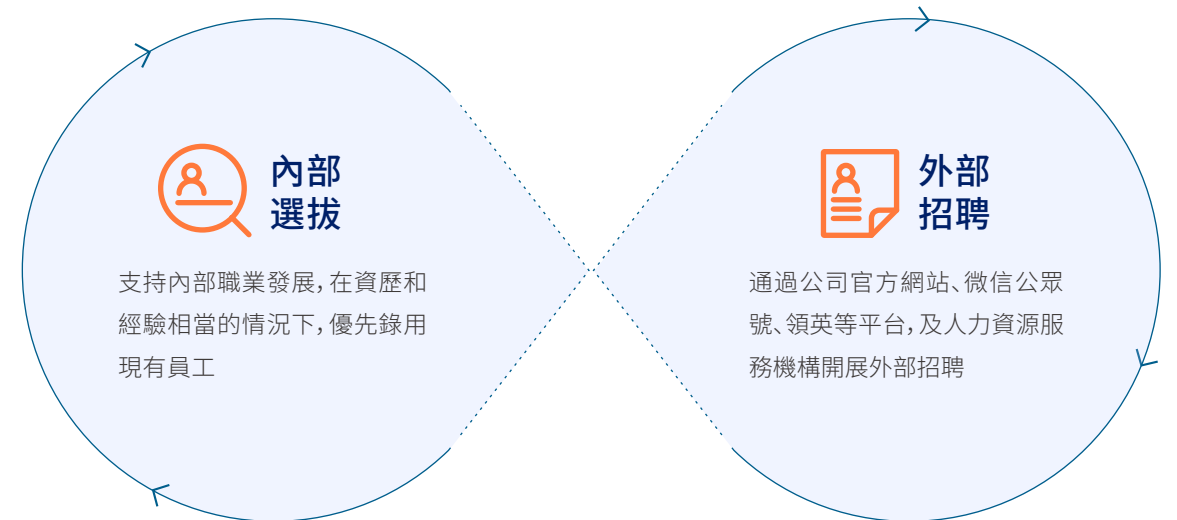 內部
選拔
支持內部職業發展,在資歷和
經驗相當的情況下,優先錄用
現有員工
外部
招聘
通過公司官方網站、微信公眾
號、領英等平台,及人力資源服
務機構開展外部招聘